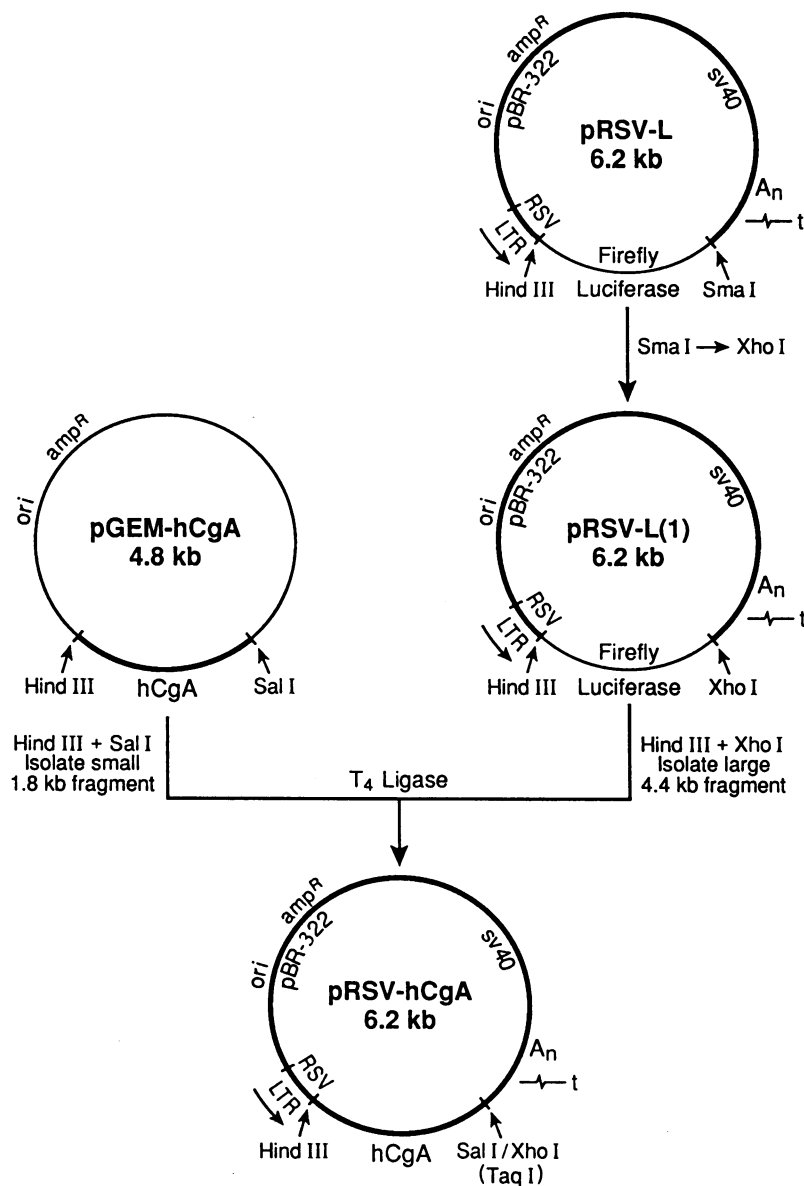 ampR
pBR-322
ori
sv40
pRSV-L
6.2 kb
An
t
RSV
LTR
Firefly
Hind III
Luciferase
Sma I
Sma I → Xho I
ampR
ori
pGEM-hCgA
4.8 kb
Hind III
hCgA
Sal I
ampR
pBR-322
ori
sv40
pRSV-L(1)
6.2 kb
An
t
RSV
LTR
Firefly
Hind III
Luciferase
Xho I
Hind III + Sal I
Isolate small
1.8 kb fragment
T4 Ligase
Hind III + Xho I
Isolate large
4.4 kb fragment
ampR
pBR-322
ori
sv40
pRSV-hCgA
6.2 kb
An
t
RSV
LTR
Hind III
hCgA
Sal I / Xho I
(Taq I)